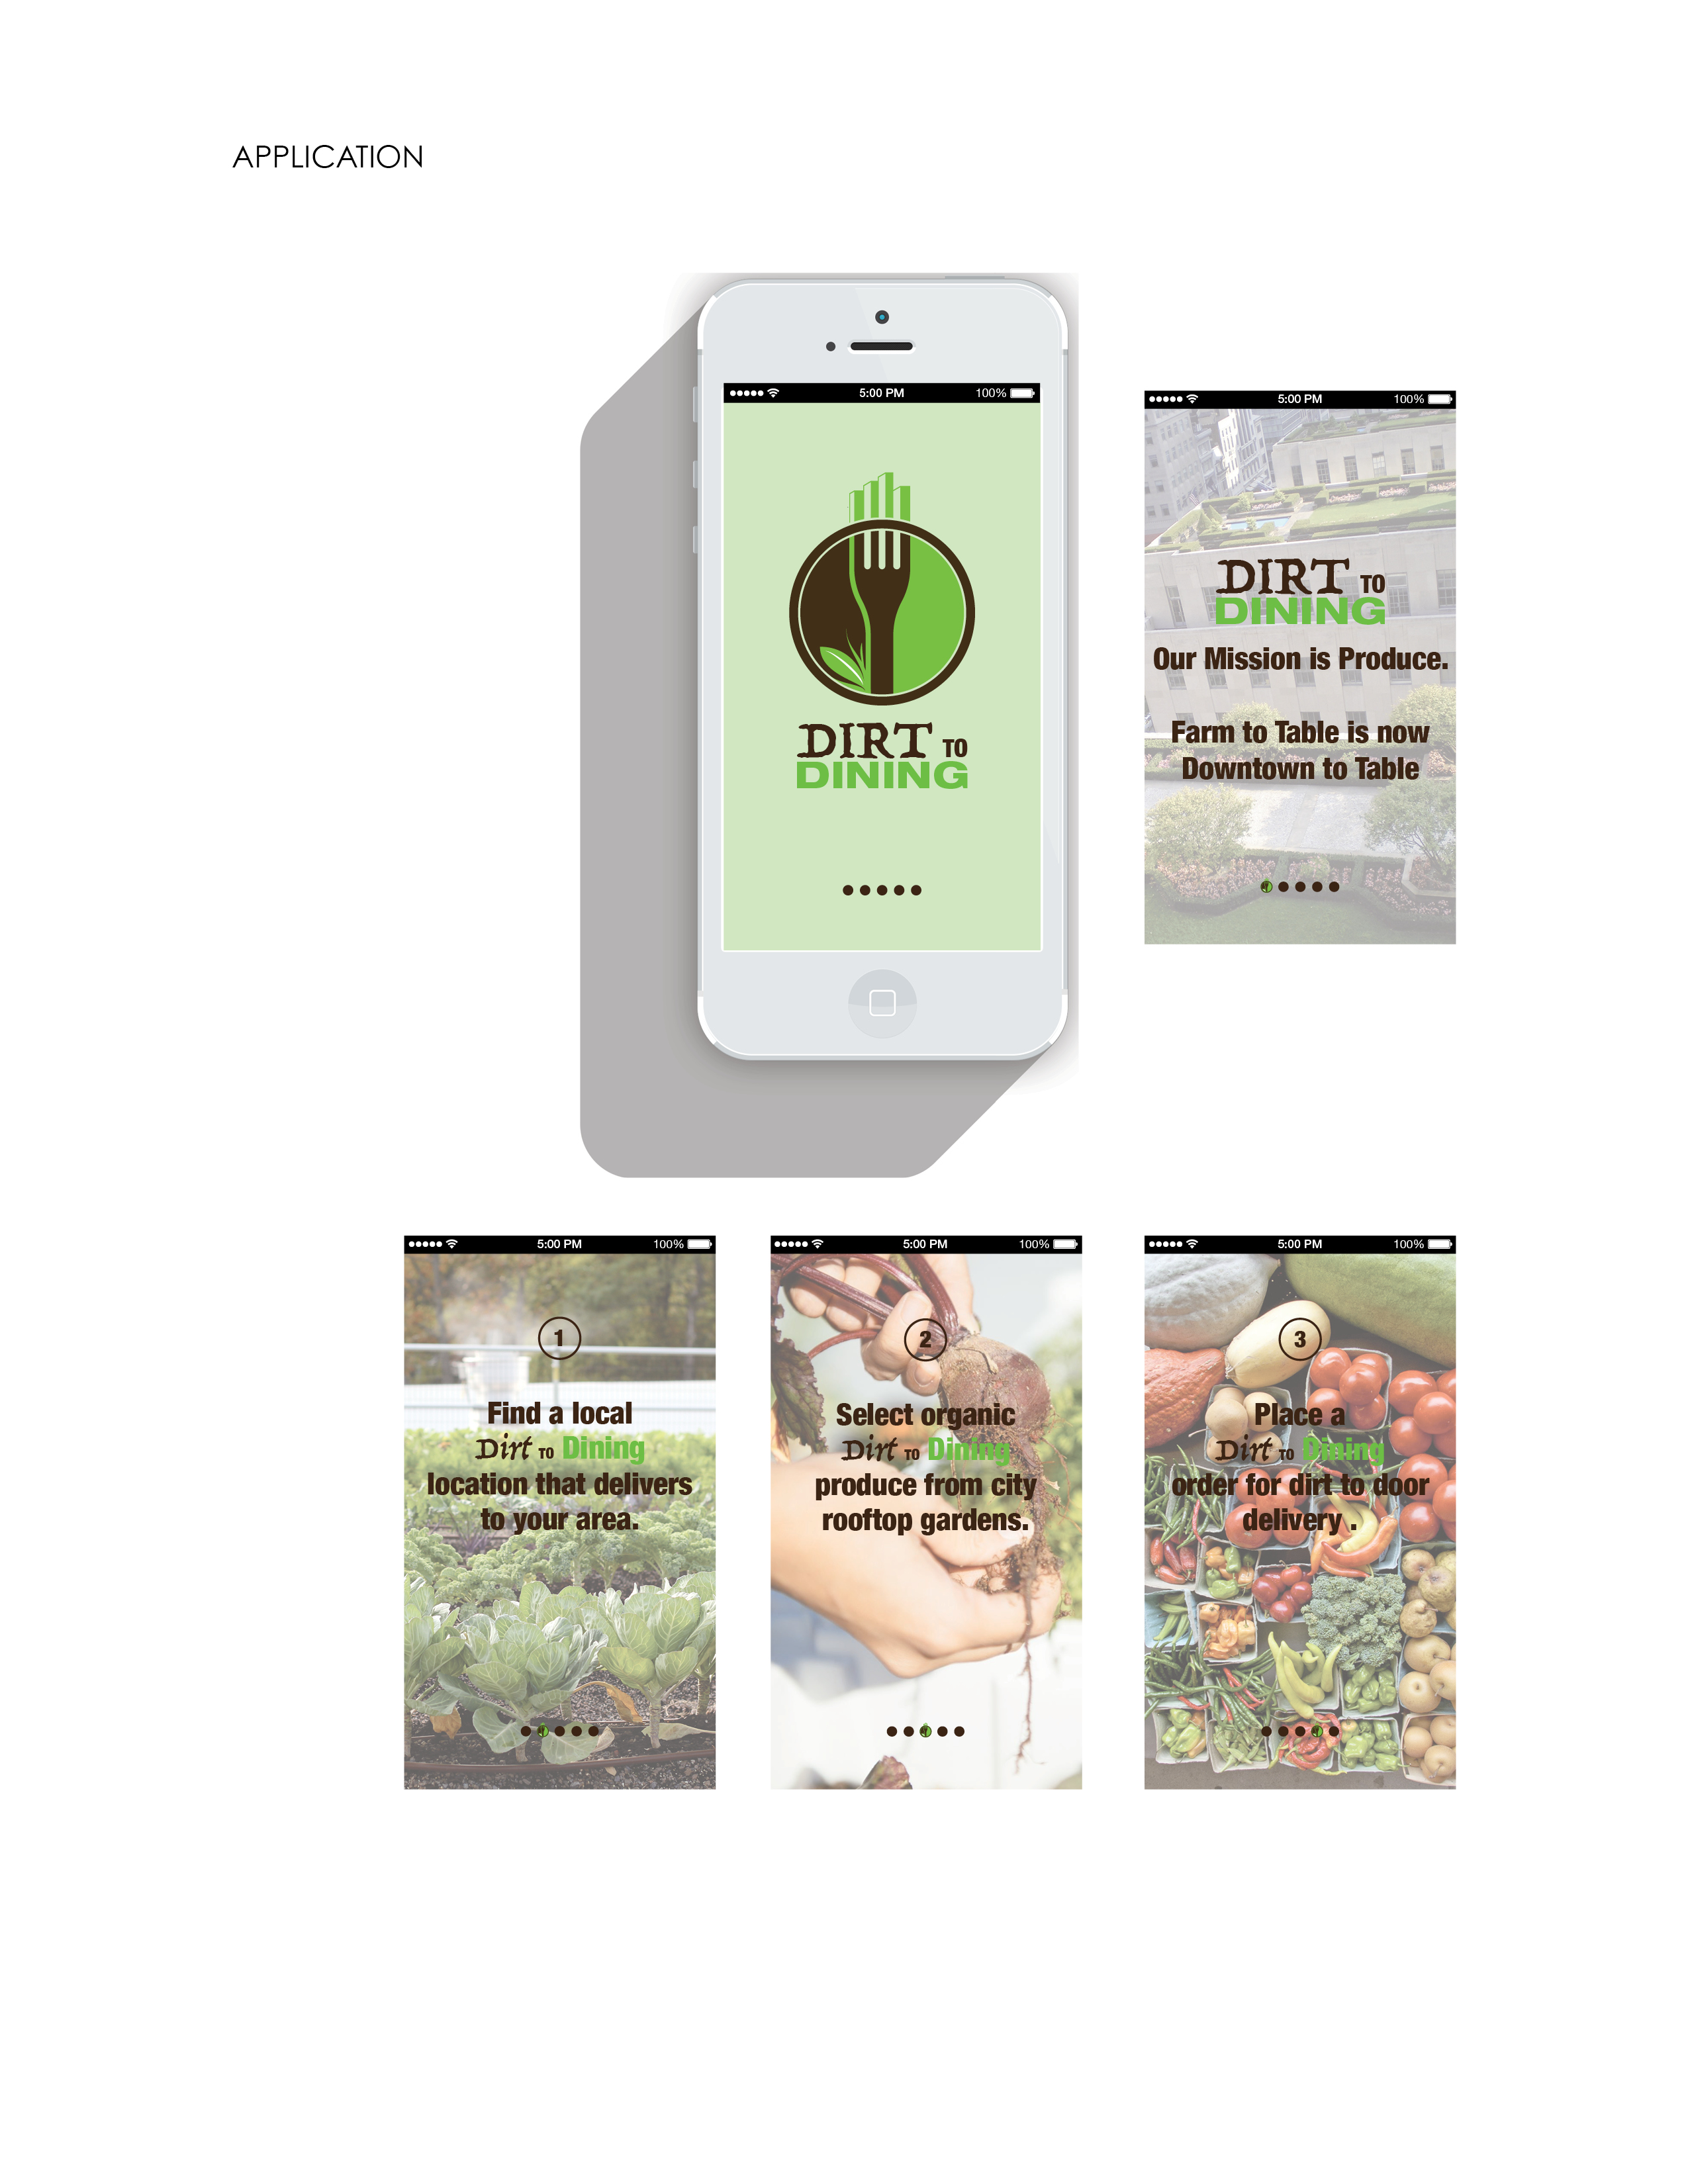 APPLICATION
5:00 PM 100%
DIRT TO
DINING
5:00 PM 100%
DIRT TO
DINING
Our Mission is Produce.
Farm to Table is now
Downtown to Table
5:00 PM 100%
1
Find a local
Dirt TO Dining
location that delivers
to your area.
5:00 PM 100%
2
Select organic
Dirt TO Dining
produce from city
rooftop gardens.
5:00 PM 100%
3
Place a
Dirt TO Dining
order for dirt to door
delivery .